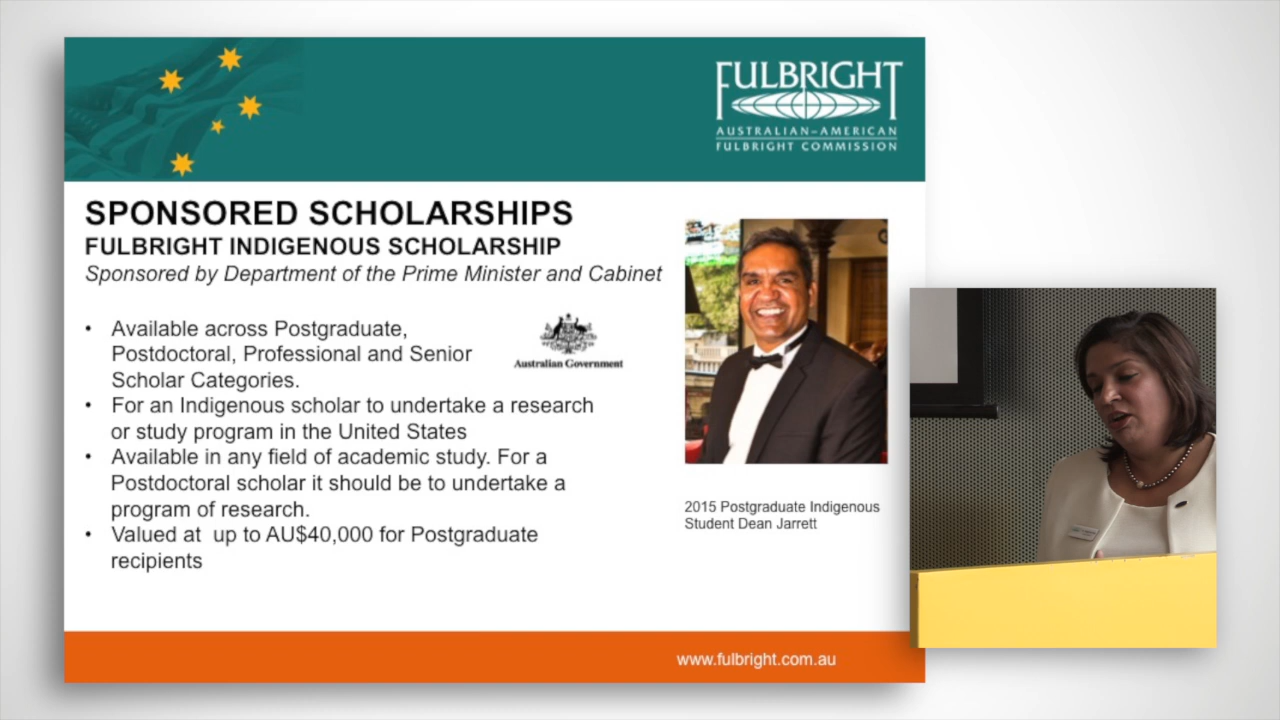 FULBRIGHT
AUSTRALIAN–AMERICAN
FULBRIGHT COMMISSION
SPONSORED SCHOLARSHIPS
FULBRIGHT INDIGENOUS SCHOLARSHIP
Sponsored by Department of the Prime Minister and Cabinet
• Available across Postgraduate,
Postdoctoral, Professional and Senior
Scholar Categories.
Australian Government
• For an Indigenous scholar to undertake a research
or study program in the United States
• Available in any field of academic study. For a
Postdoctoral scholar it should be to undertake a
program of research.
• Valued at  up to AU$40,000 for Postgraduate
recipients
2015 Postgraduate Indigenous
Student Dean Jarrett
www.fulbright.com.au